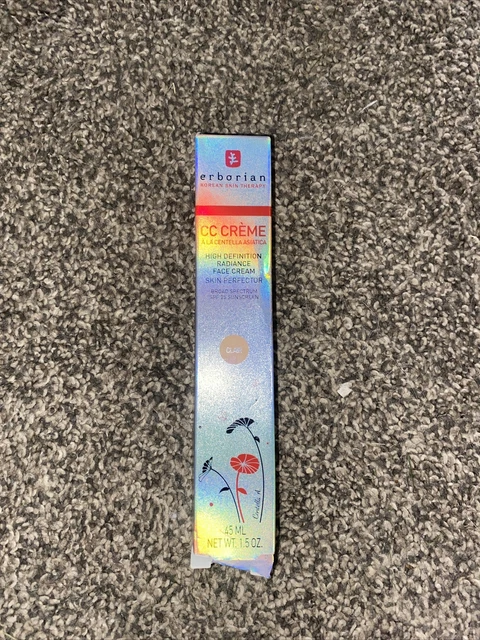 erborian
KOREAN SKIN THERAPY
CC CRÈME
À LA CENTELLA ASIATICA
HIGH DEFINITION
RADIANCE
FACE CREAM
SKIN PERFECTOR
BROAD SPECTRUM
SPF 25 SUNSCREEN
CLAIR
Centella A
45 ML
NET WT. 1.5 OZ.